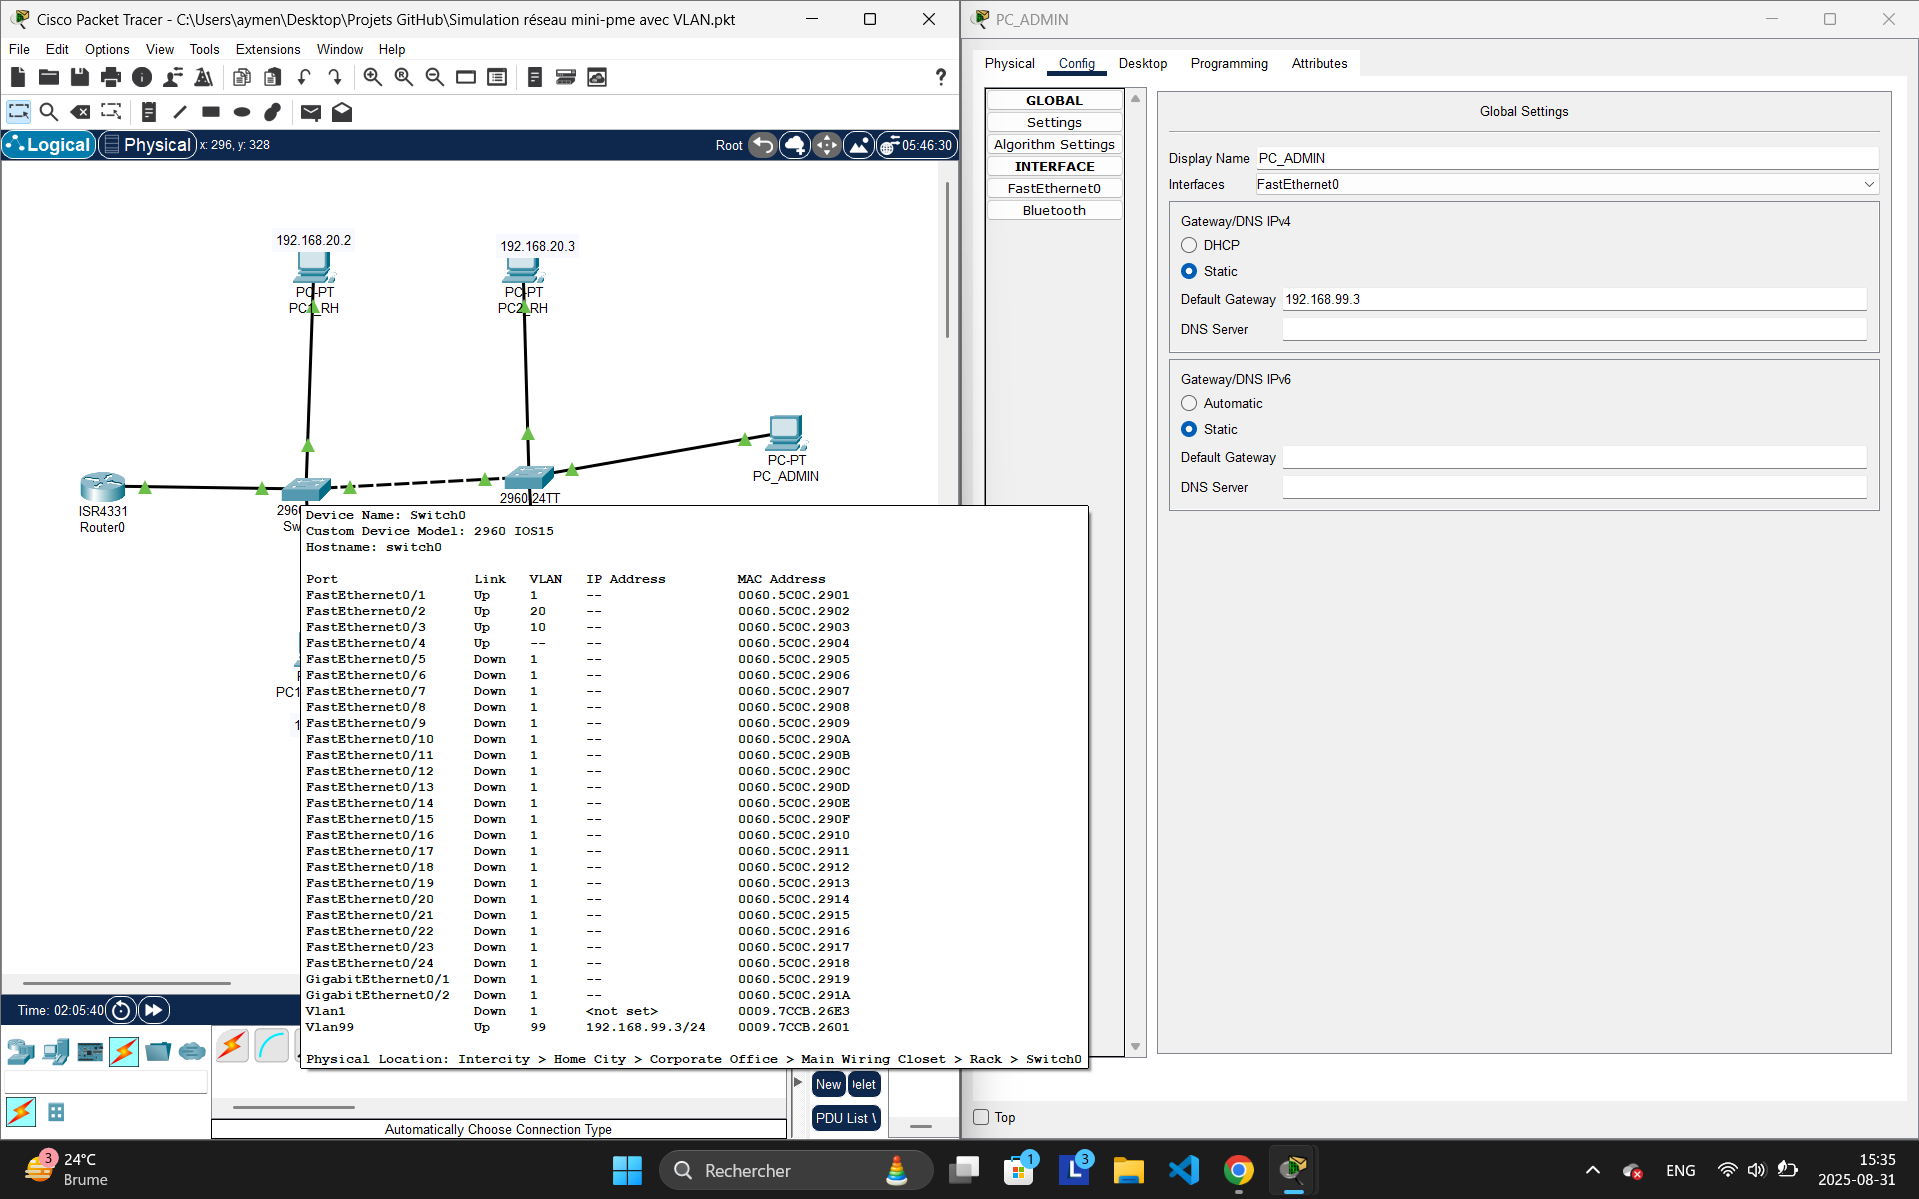 Cisco Packet Tracer - C:\Users\aymen\Desktop\Projets GitHub\Simulation réseau mini-pme avec VLAN.pkt
File Edit Options View Tools Extensions Window Help
?
Logical Physical x: 296, y: 328
Root 05:46:30
192.168.20.2
PC-PT
PC1_RH
192.168.20.3
PC-PT
PC2_RH
PC-PT
PC_ADMIN
ISR4331
Router0
2960-24TT
296
Sw
PC1
1
Device Name: Switch0
Custom Device Model: 2960 IOS15
Hostname: switch0
Port Link VLAN IP Address MAC Address
FastEthernet0/1 Up 1 -- 0060.5C0C.2901
FastEthernet0/2 Up 20 -- 0060.5C0C.2902
FastEthernet0/3 Up 10 -- 0060.5C0C.2903
FastEthernet0/4 Up -- -- 0060.5C0C.2904
FastEthernet0/5 Down 1 -- 0060.5C0C.2905
FastEthernet0/6 Down 1 -- 0060.5C0C.2906
FastEthernet0/7 Down 1 -- 0060.5C0C.2907
FastEthernet0/8 Down 1 -- 0060.5C0C.2908
FastEthernet0/9 Down 1 -- 0060.5C0C.2909
FastEthernet0/10 Down 1 -- 0060.5C0C.290A
FastEthernet0/11 Down 1 -- 0060.5C0C.290B
FastEthernet0/12 Down 1 -- 0060.5C0C.290C
FastEthernet0/13 Down 1 -- 0060.5C0C.290D
FastEthernet0/14 Down 1 -- 0060.5C0C.290E
FastEthernet0/15 Down 1 -- 0060.5C0C.290F
FastEthernet0/16 Down 1 -- 0060.5C0C.2910
FastEthernet0/17 Down 1 -- 0060.5C0C.2911
FastEthernet0/18 Down 1 -- 0060.5C0C.2912
FastEthernet0/19 Down 1 -- 0060.5C0C.2913
FastEthernet0/20 Down 1 -- 0060.5C0C.2914
FastEthernet0/21 Down 1 -- 0060.5C0C.2915
FastEthernet0/22 Down 1 -- 0060.5C0C.2916
FastEthernet0/23 Down 1 -- 0060.5C0C.2917
FastEthernet0/24 Down 1 -- 0060.5C0C.2918
GigabitEthernet0/1 Down 1 -- 0060.5C0C.2919
GigabitEthernet0/2 Down 1 -- 0060.5C0C.291A
Vlan1 Down 1 <not set> 0009.7CCB.26E3
Vlan99 Up 99 192.168.99.3/24 0009.7CCB.2601
Physical Location: Intercity > Home City > Corporate Office > Main Wiring Closet > Rack > Switch0
Time: 02:05:40
New elet
PDU List \
Automatically Choose Connection Type
PC_ADMIN
Physical Config Desktop Programming Attributes
GLOBAL
Settings
Algorithm Settings
INTERFACE
FastEthernet0
Bluetooth
Global Settings
Display Name PC_ADMIN
Interfaces FastEthernet0
Gateway/DNS IPv4
DHCP
Static
Default Gateway 192.168.99.3
DNS Server
Gateway/DNS IPv6
Automatic
Static
Default Gateway
DNS Server
Top
3 24°C
Brume
Rechercher
1
L 3
ENG
15:35
2025-08-31